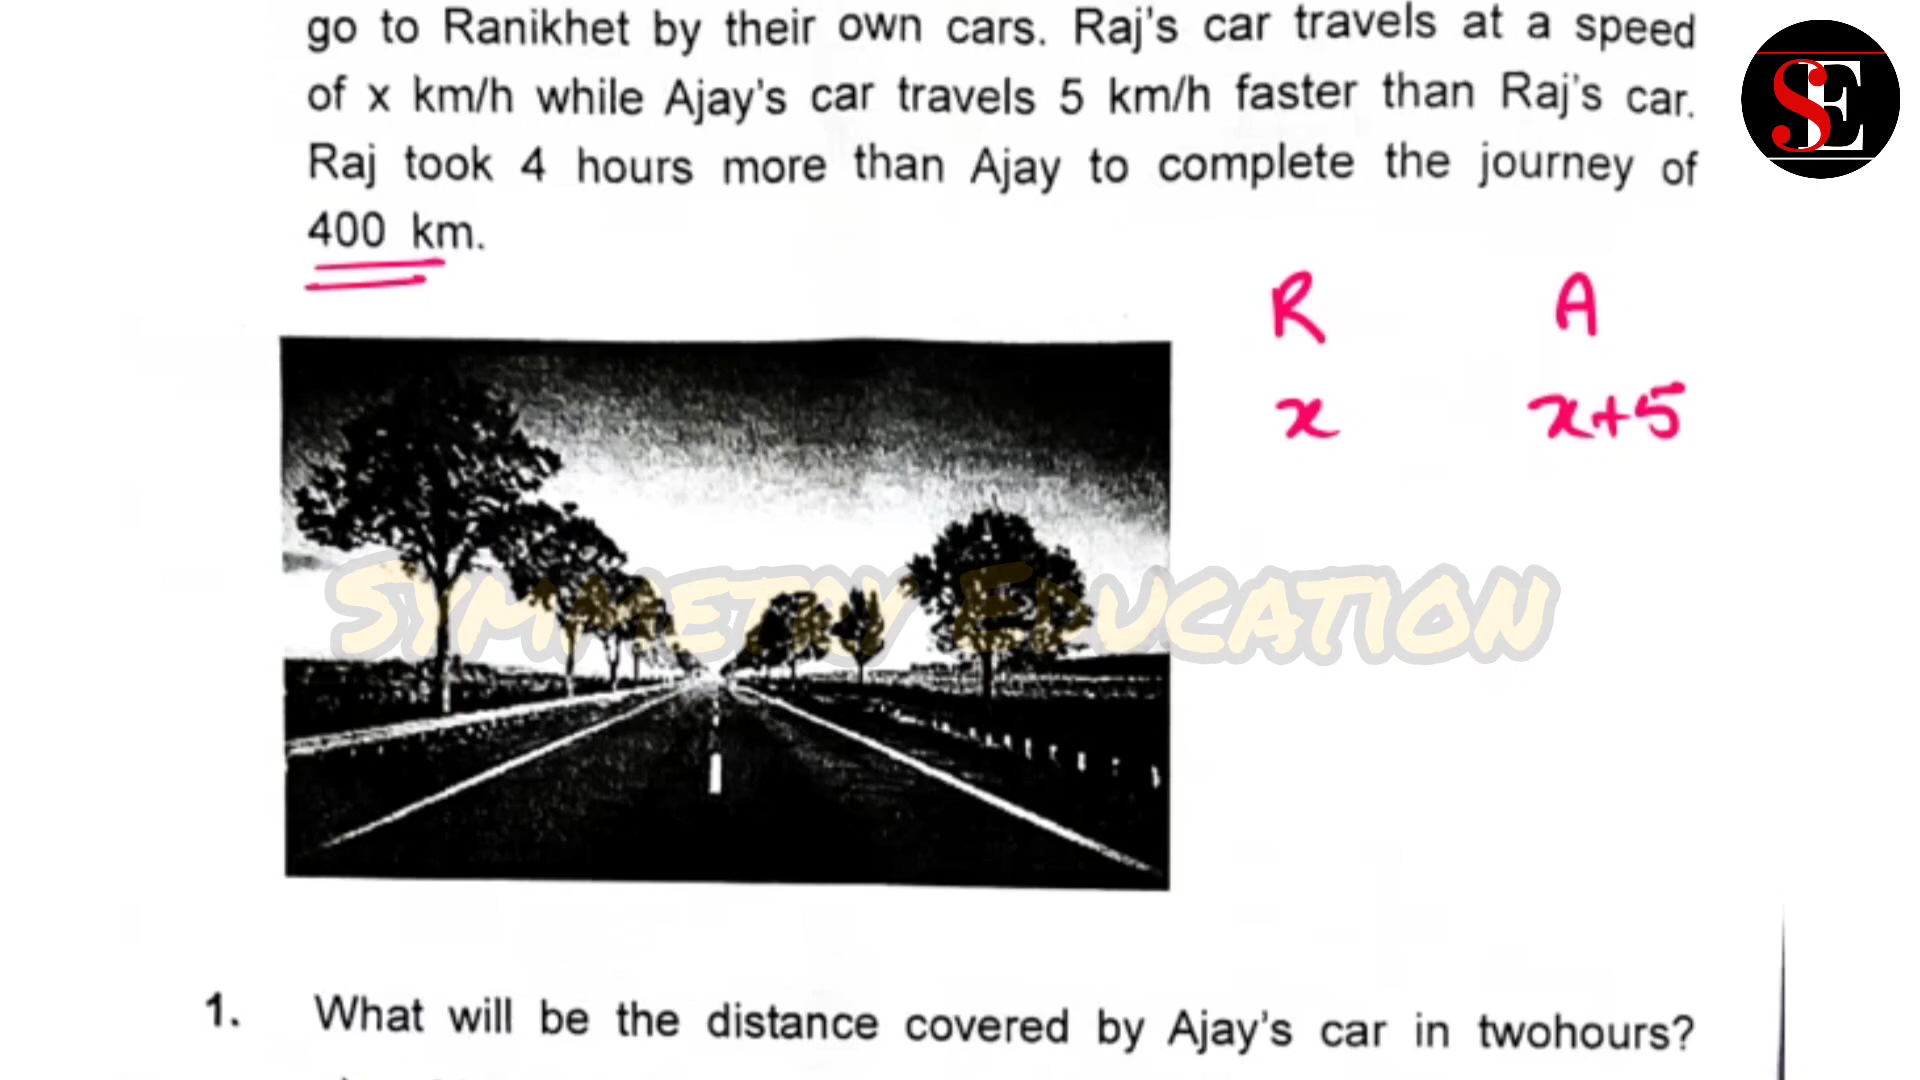 go to Ranikhet by their own cars. Raj's car travels at a speed
of x km/h while Ajay's car travels 5 km/h faster than Raj's car.
Raj took 4 hours more than Ajay to complete the journey of
400 km.
SE
R A
x x+5
Symmetry Education
1. What will be the distance covered by Ajay's car in twohours?